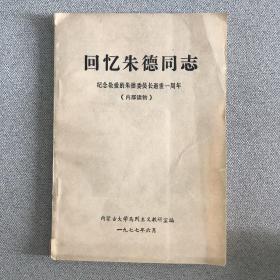 回忆朱德同志
纪念敬爱的朱德委员长逝世一周年
（内部读物）
内蒙古大学马列主义教研室编
一九七七年六月